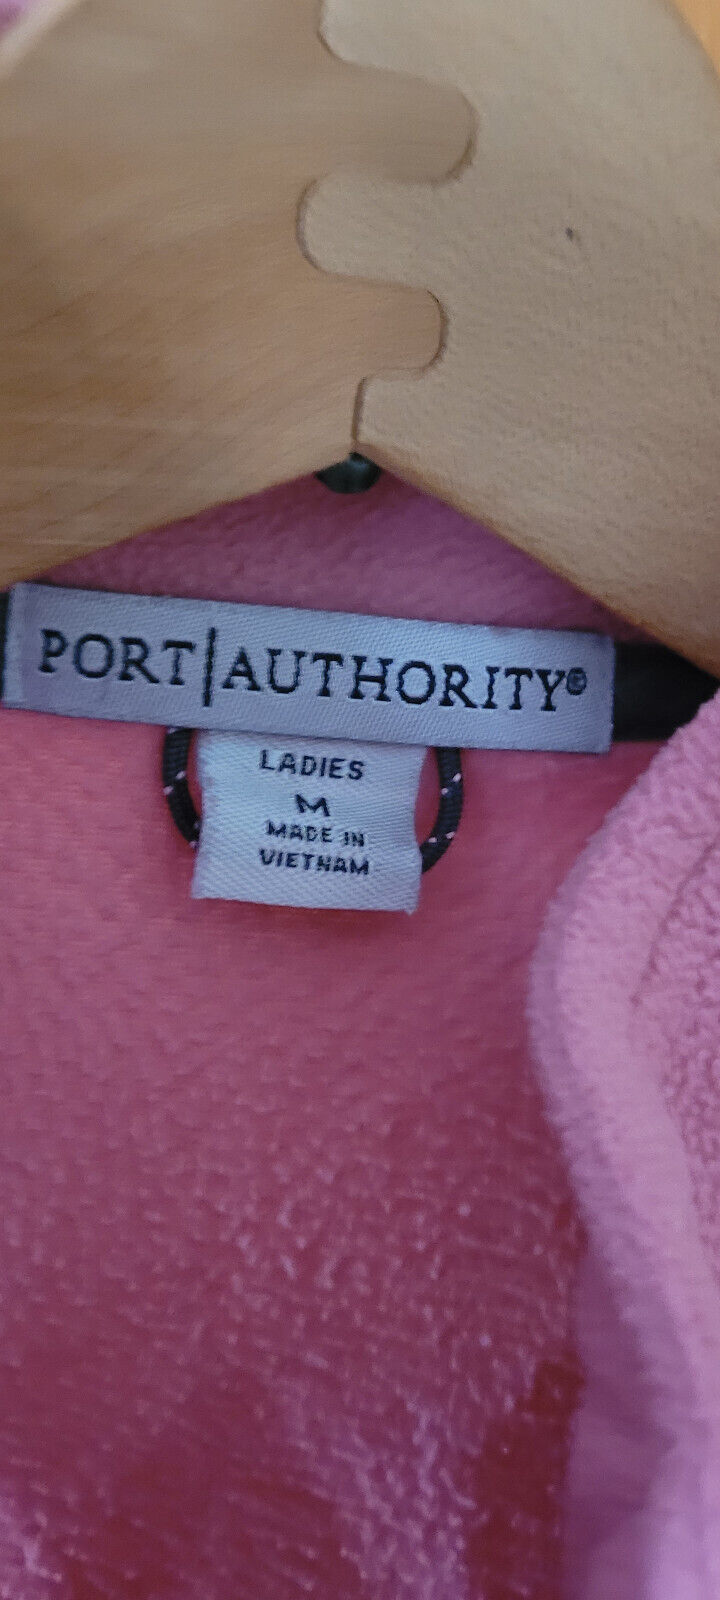 PORT|AUTHORITY®
LADIES
M
MADE IN
VIETNAM